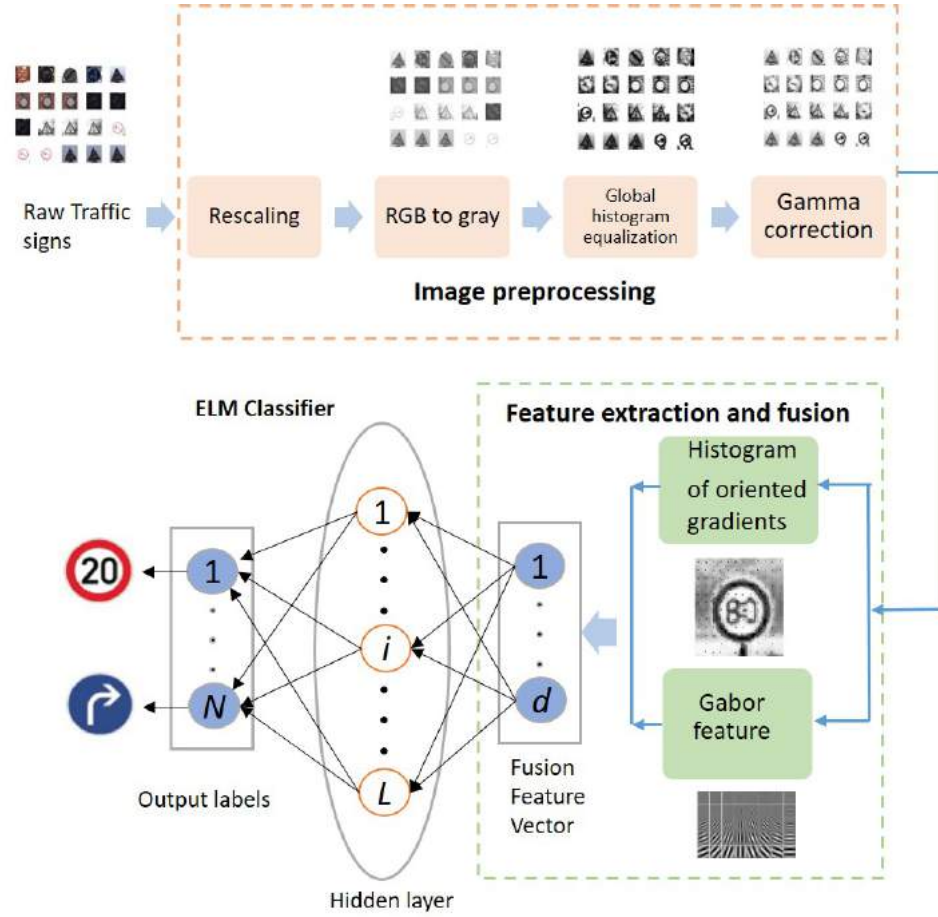 Raw Traffic
signs
Rescaling
RGB to gray
Global
histogram
equalization
Gamma
correction
Image preprocessing
ELM Classifier
Feature extraction and fusion
Histogram
of oriented
gradients
Gabor
feature
1
d
Fusion
Feature
Vector
1
i
L
Hidden layer
1
N
Output labels
20